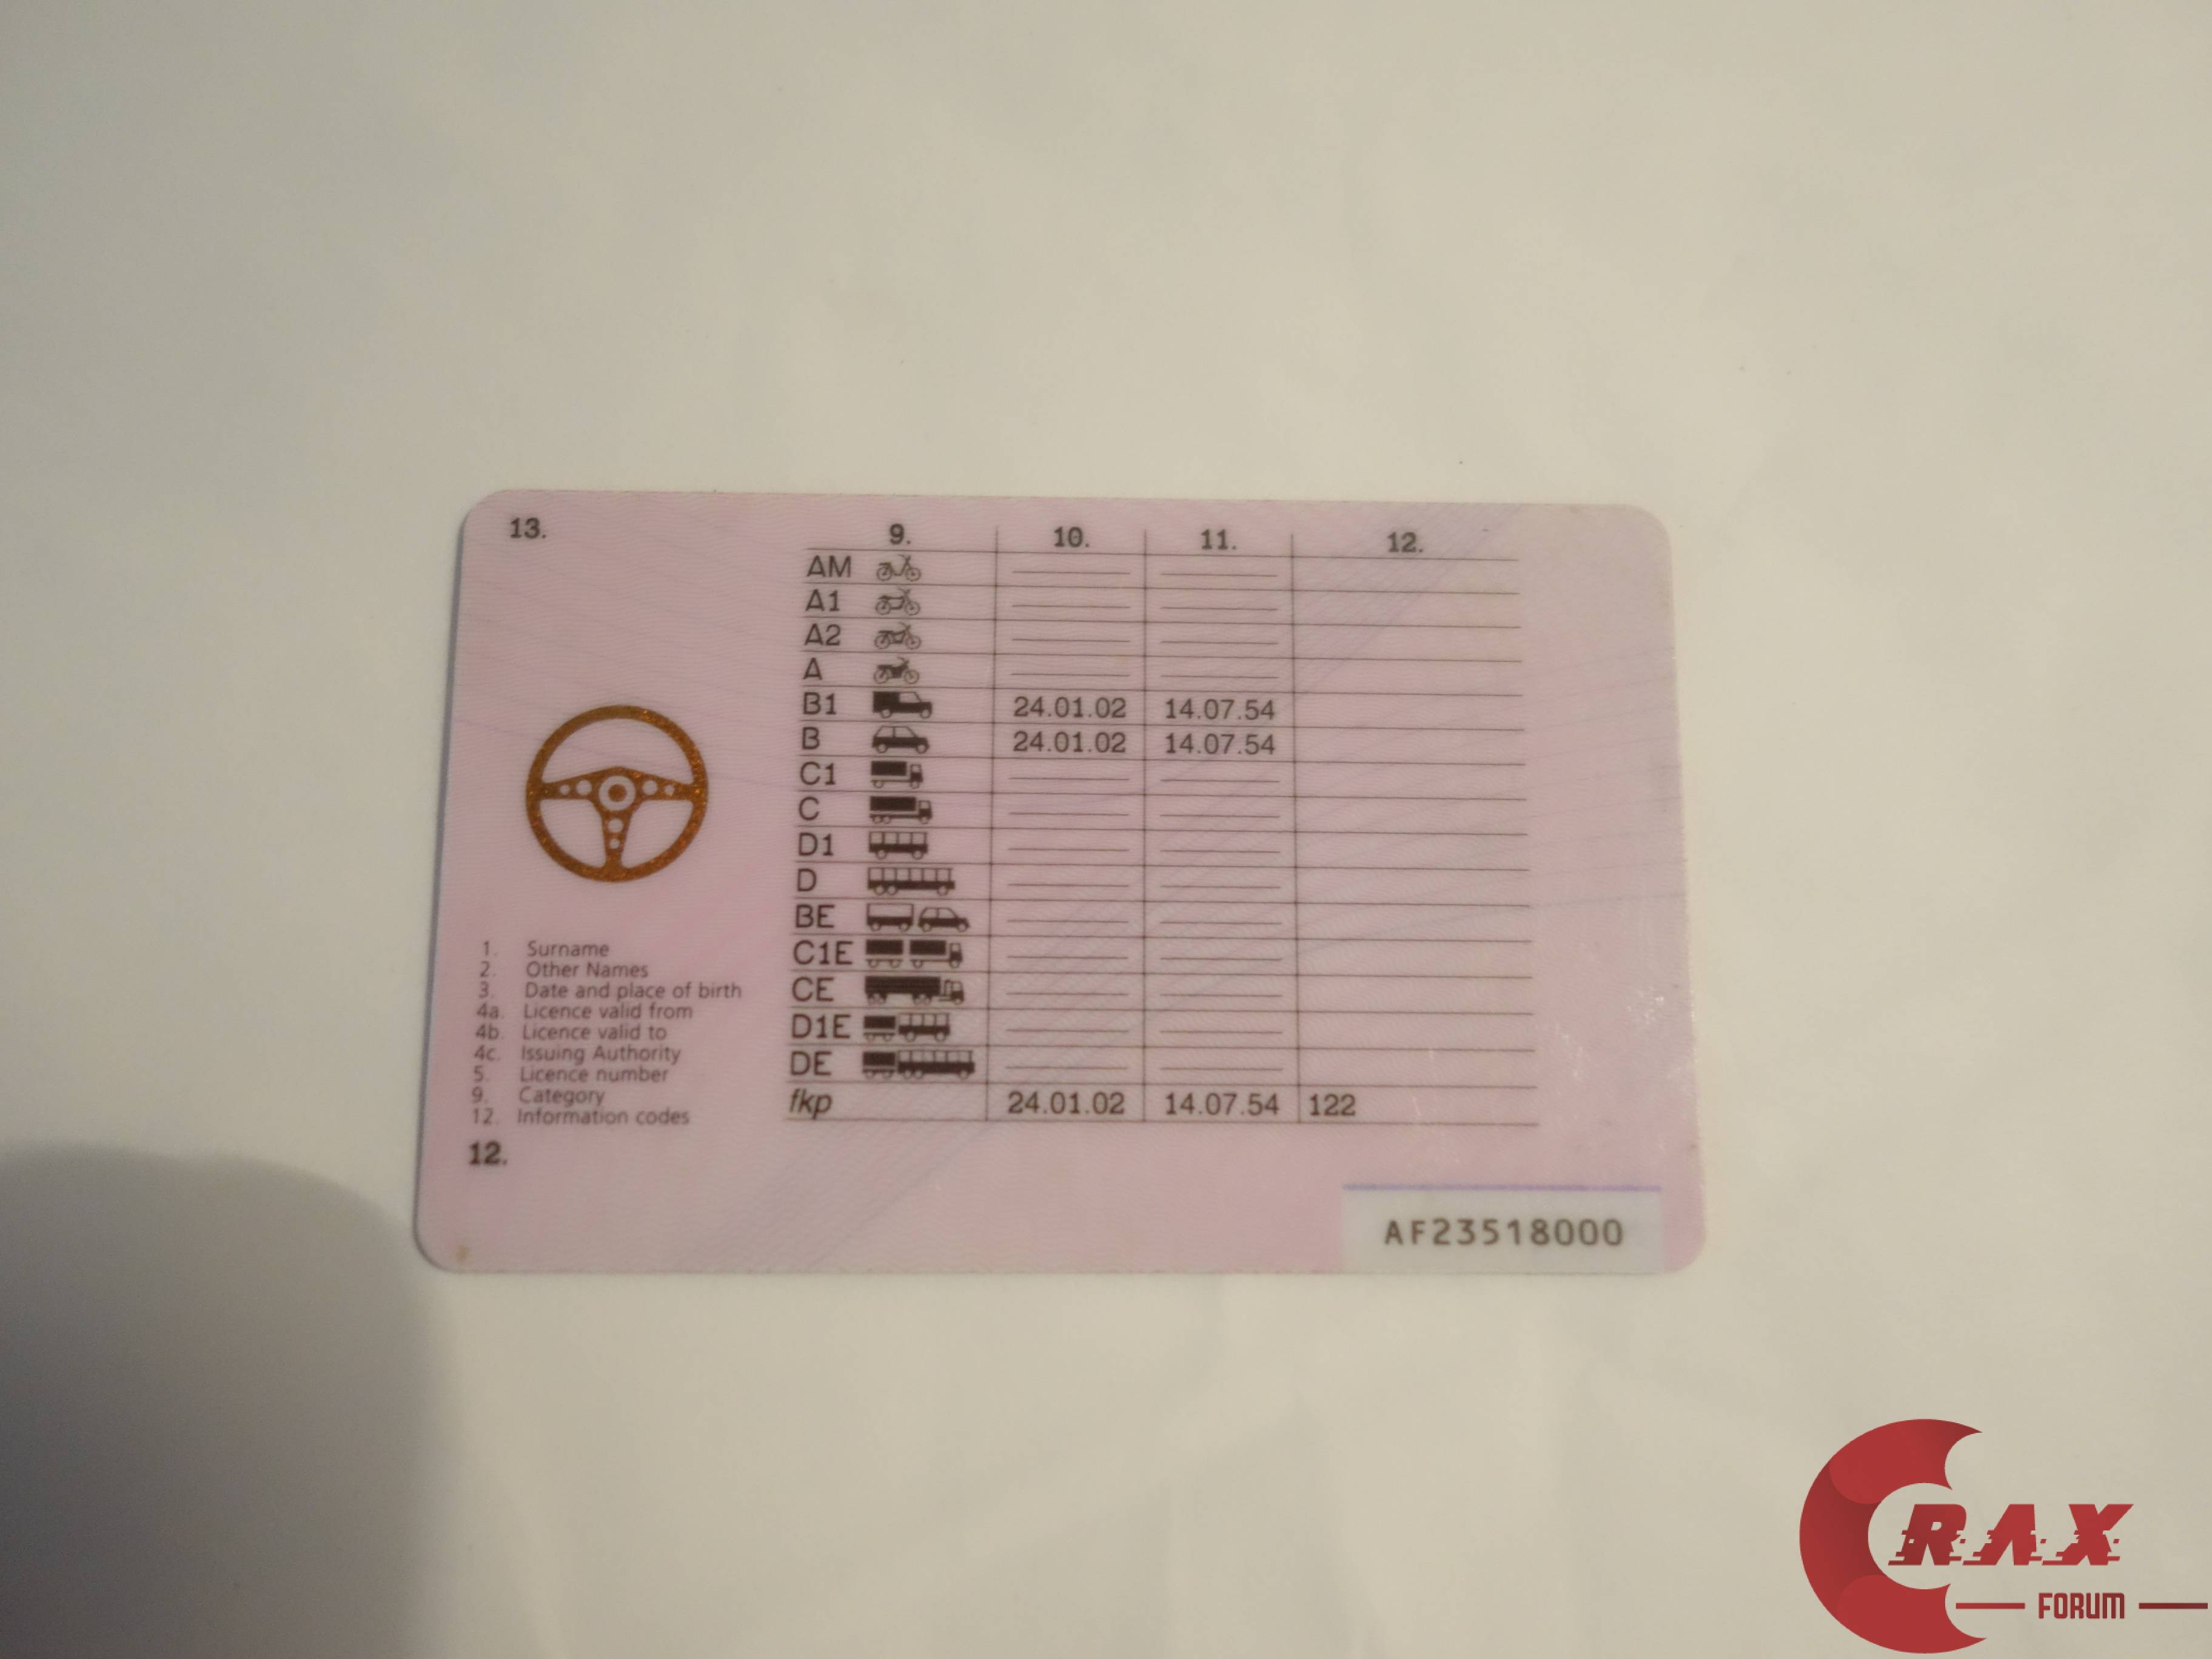 13.
9. 10. 11. 12.
AM
A1
A2
A
B1 24.01.02 14.07.54
B 24.01.02 14.07.54
C1
C
D1
D
BE
C1E
CE
D1E
DE
fkp 24.01.02 14.07.54 122
1. Surname
2. Other Names
3. Date and place of birth
4a. Licence valid from
4b. Licence valid to
4c. Issuing Authority
5. Licence number
9. Category
12. Information codes
12.
AF23518000
CRAX
FORUM